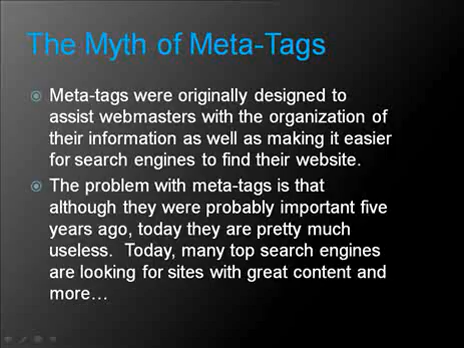 The Myth of Meta-Tags
Meta-tags were originally designed to
assist webmasters with the organization of
their information as well as making it easier
for search engines to find their website.
The problem with meta-tags is that
although they were probably important five
years ago, today they are pretty much
useless.  Today, many top search engines
are looking for sites with great content and
more…